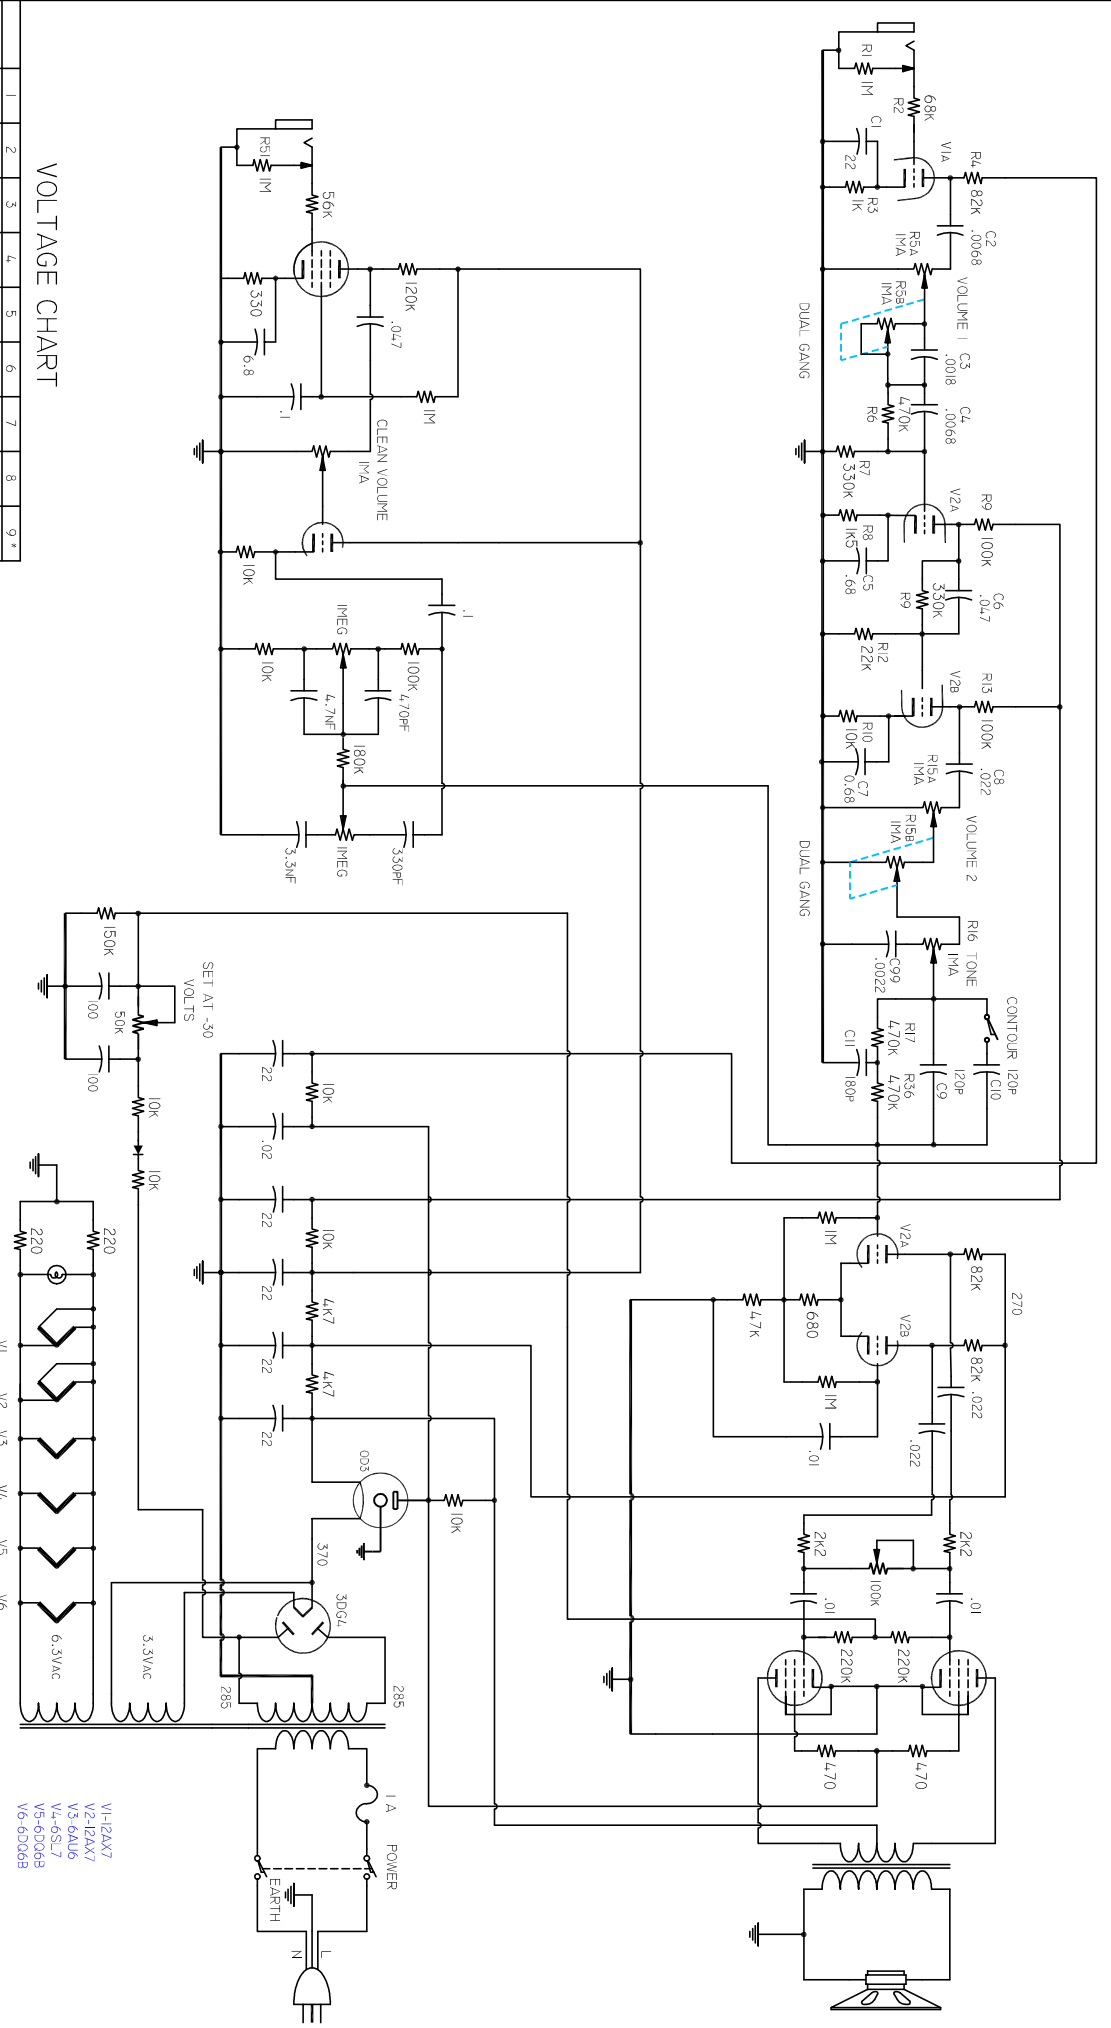 R1
1M
R2
68K
C1
22
V1A
R3
1K
R4
82K
C2
.0068
R5A
1MA
VOLUME 1
R5B
1MA
DUAL GANG
C3
.0018
C4
.0068
470K
R6
R7
330K
V2A
R9
100K
R8
1K5
C5
.68
C6
.047
330K
R9
R12
22K
V2B
R13
100K
R10
10K
C7
0.68
C8
.022
R15A
1MA
VOLUME 2
R15B
1MA
DUAL GANG
R16 TONE
1MA
C99
.0022
CONTOUR
120P
C10
120P
C9
R17
470K
R36
470K
C11
180P
V2A
V2B
1M
82K
270
82K
680
47K
1M
.01
.022
.022
2K2
2K2
100K
.01
.01
220K
220K
470
470
R51
1M
56K
330
6.8
120K
.047
1M
.1
CLEAN VOLUME
1MA
10K
.1
1MEG
10K
100K
4.7NF
470PF
180K
1MEG
3.3NF
330PF
150K
100
SET AT -30
VOLTS
50K
100
10K
10K
22
10K
.02
22
10K
22
4K7
22
4K7
22
OD3
10K
370
3DG4
285
285
3.3VAC
6.3VAC
220
220
V1
V2
V3
V4
V5
V6
1 A
POWER
EARTH
L
N
VOLTAGE CHART
1 2 3 4 5 6 7 8 9*
V1-12AX7
V2-12AX7
V3-6AU6
V4-6SL7
V5-6DQ6B
V6-6DQ6B